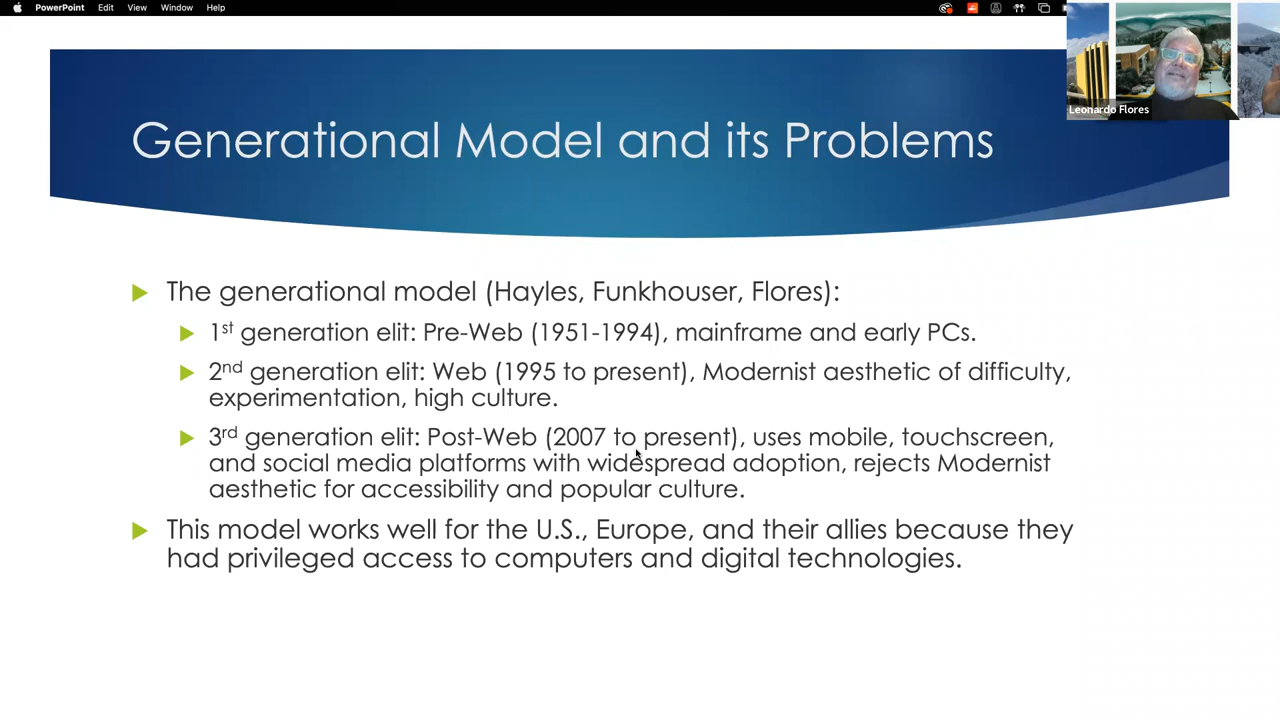 PowerPoint Edit View Window Help
Leonardo Flores
Generational Model and its Problems
The generational model (Hayles, Funkhouser, Flores):
1st generation elit: Pre-Web (1951-1994), mainframe and early PCs.
2nd generation elit: Web (1995 to present), Modernist aesthetic of difficulty,
experimentation, high culture.
3rd generation elit: Post-Web (2007 to present), uses mobile, touchscreen,
and social media platforms with widespread adoption, rejects Modernist
aesthetic for accessibility and popular culture.
This model works well for the U.S., Europe, and their allies because they
had privileged access to computers and digital technologies.